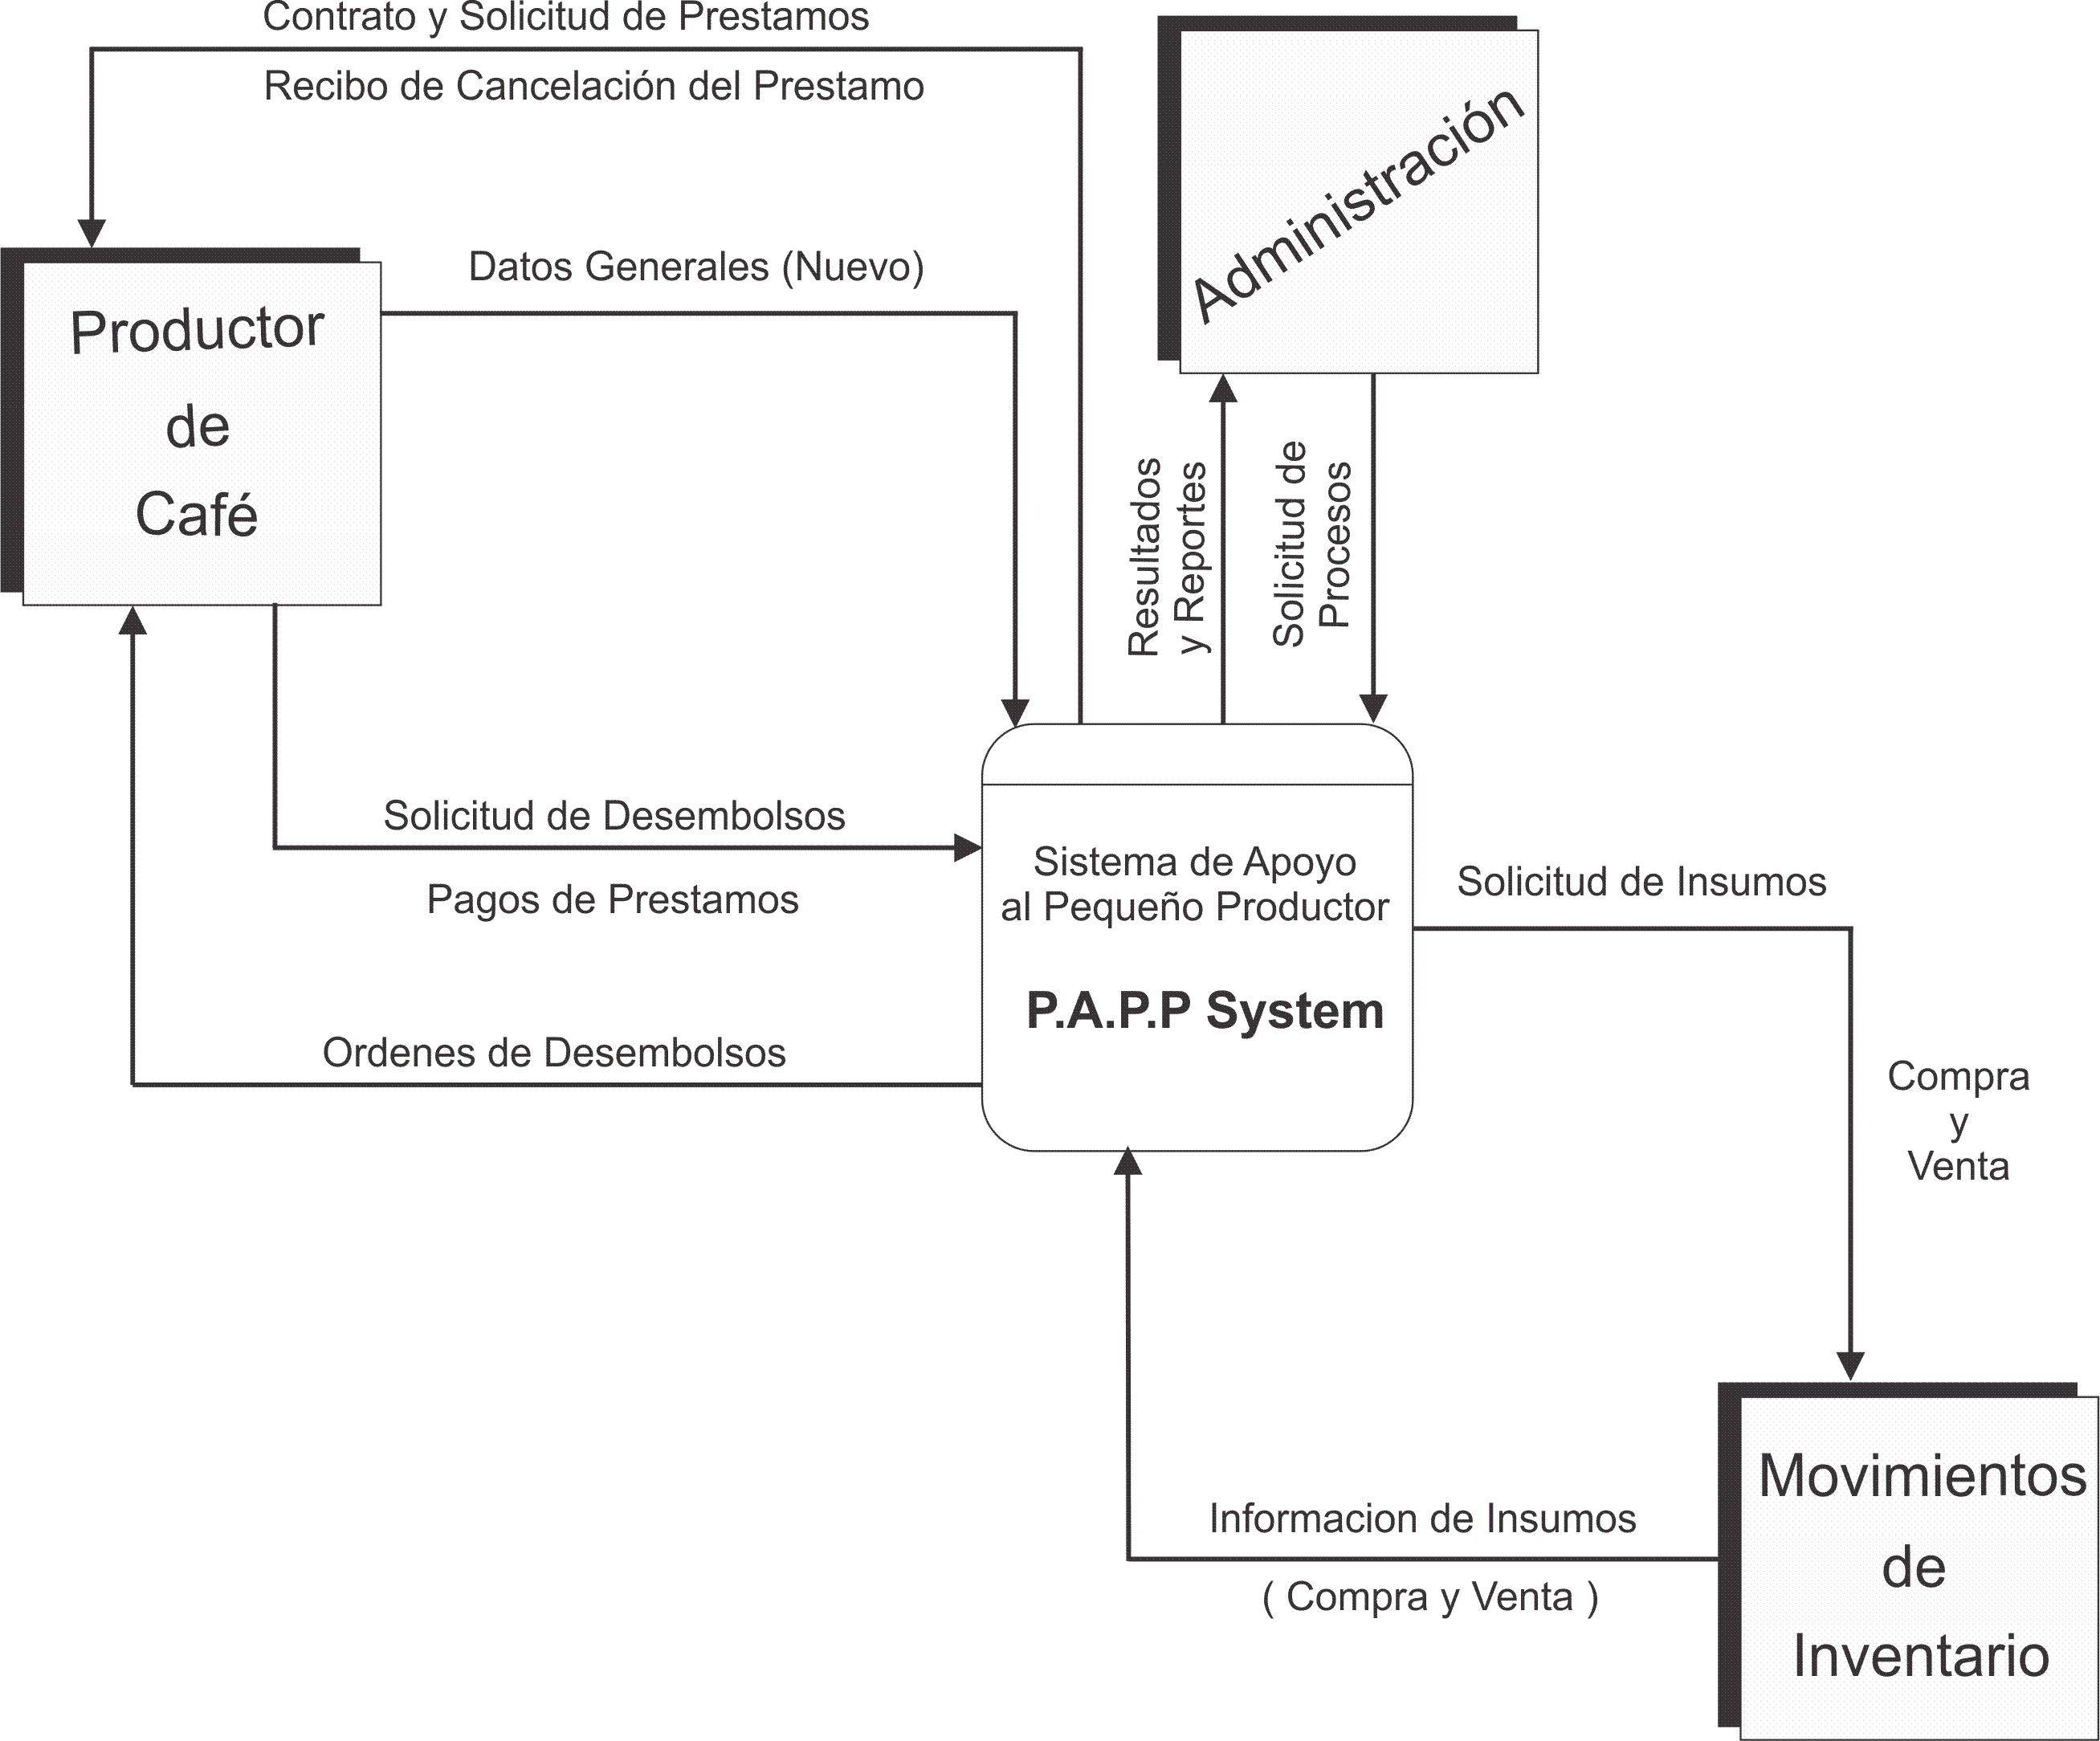 Contrato y Solicitud de Prestamos
Recibo de Cancelación del Prestamo
Administración
Datos Generales (Nuevo)
Productor
de
Café
Resultados
y Reportes
Solicitud de
Procesos
Solicitud de Desembolsos
Pagos de Prestamos
Sistema de Apoyo
al Pequeño Productor
P.A.P.P System
Solicitud de Insumos
Ordenes de Desembolsos
Compra
y
Venta
Informacion de Insumos
( Compra y Venta )
Movimientos
de
Inventario